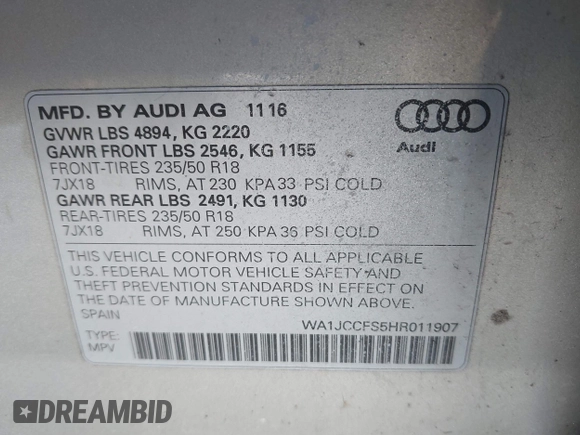 MFD. BY AUDI AG 11 16
GVWR LBS 4894, KG 2220
GAWR FRONT LBS 2546, KG 1155
FRONT-TIRES 235/50 R18
7JX18 RIMS, AT 230 KPA 33 PSI COLD
GAWR REAR LBS 2491, KG 1130
REAR-TIRES 235/50 R18
7JX18 RIMS, AT 250 KPA 36 PSI COLD
Audi
THIS VEHICLE CONFORMS TO ALL APPLICABLE
U.S. FEDERAL MOTOR VEHICLE SAFETY AND
THEFT PREVENTION STANDARDS IN EFFECT ON
THE DATE OF MANUFACTURE SHOWN ABOVE.
SPAIN
WA1JCCFS5HR011907
TYPE:
MPV
DREAMBID